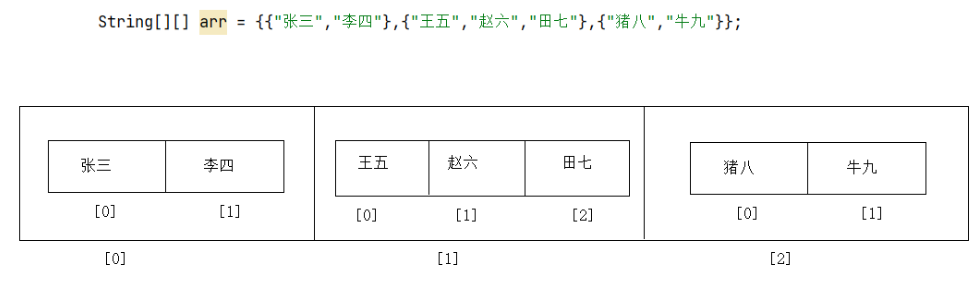 String[][] arr = {{"张三","李四"},{"王五","赵六","田七"},{"猪八","牛九"}};
张三 李四 王五 赵六 田七 猪八 牛九
[0] [1] [0] [1] [2] [0] [1]
[0] [1] [2]